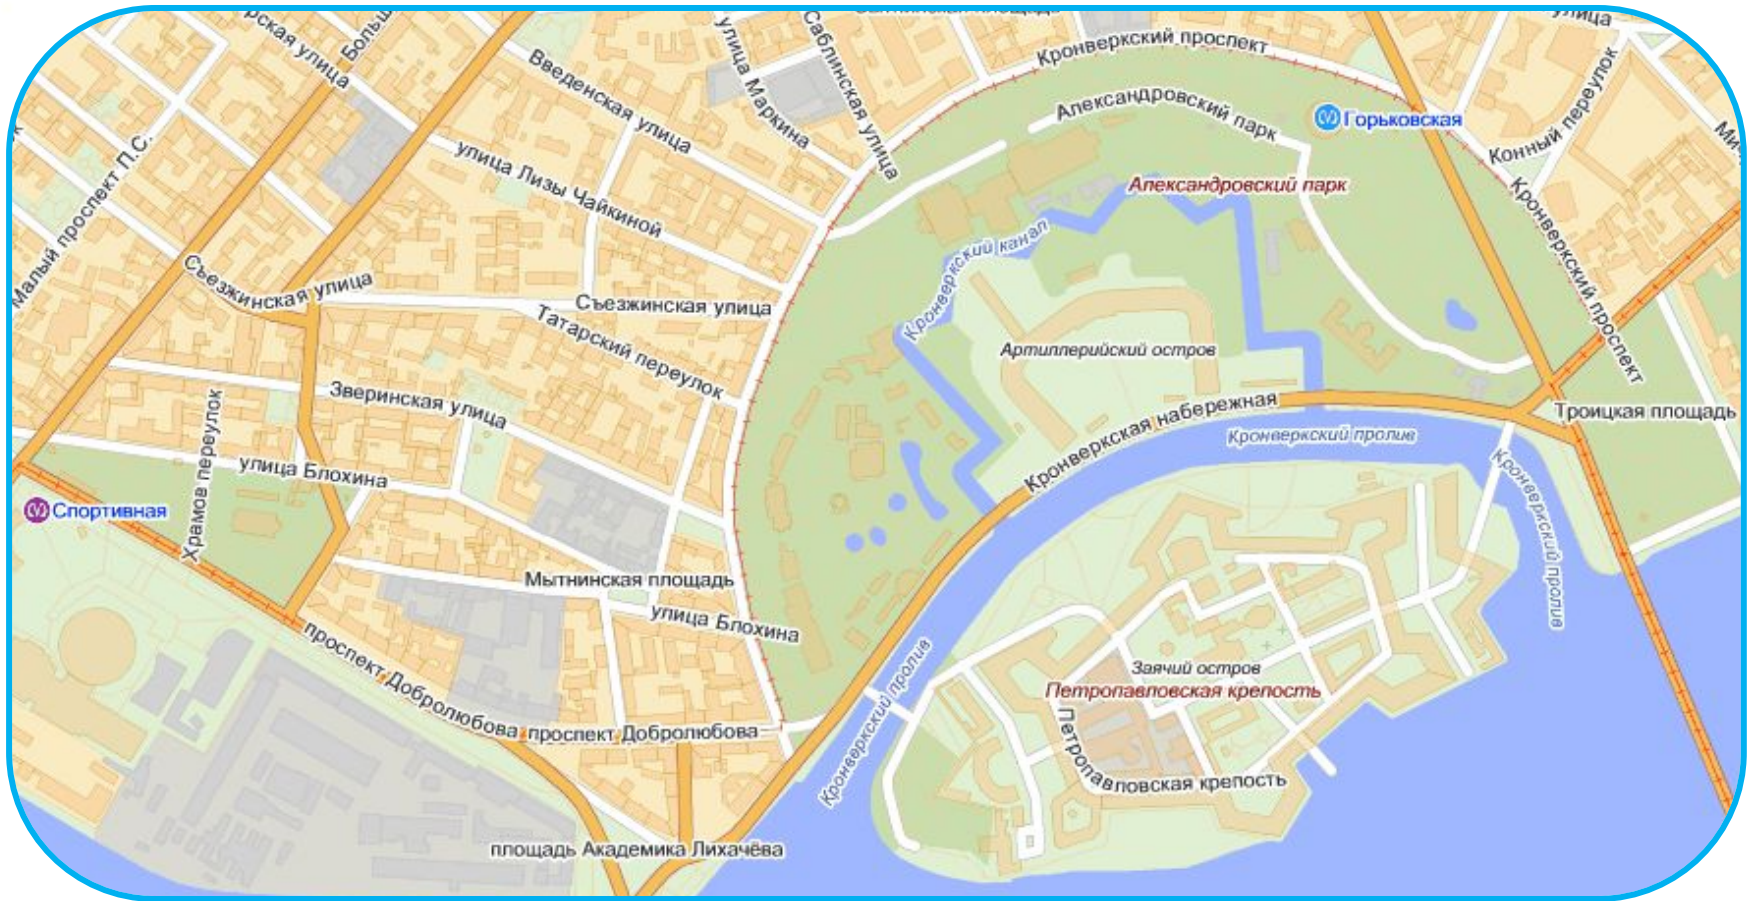 улица
Кронверкский проспект
Введенская улица
улица Маркина
Саблинская улица
Александровский парк
Горьковская
Конный переулок
Малый проспект П.С.
улица Лизы Чайкиной
Александровский парк
Кронверкский проспект
Кронверкский канал
Съезжинская улица
Съезжинская улица
Татарский переулок
Артиллерийский остров
Зверинская улица
Кронверкская набережная
Троицкая площадь
Кронверкский пролив
Храмов переулок
улица Блохина
Кронверкский пролив
Спортивная
Мытнинская площадь
улица Блохина
Заячий остров
Петропавловская крепость
проспект Добролюбова
проспект Добролюбова
Кронверкский пролив
Петропавловская крепость
площадь Академика Лихачёва